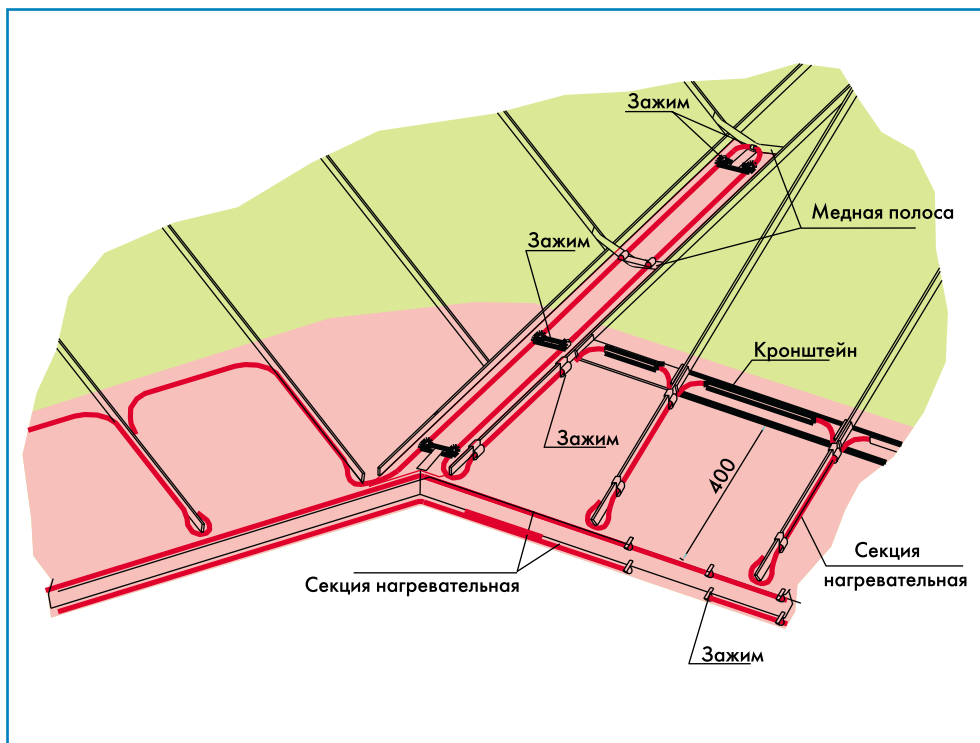 Зажим
Медная полоса
Зажим
Кронштейн
Зажим
400
Секция
нагревательная
Секция нагревательная
Зажим